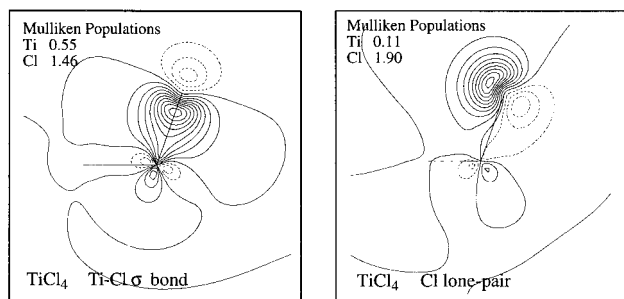 Mulliken Populations
Ti 0.55
Cl 1.46
TiCl4 Ti-Cl σ bond
Mulliken Populations
Ti 0.11
Cl 1.90
TiCl4 Cl lone-pair